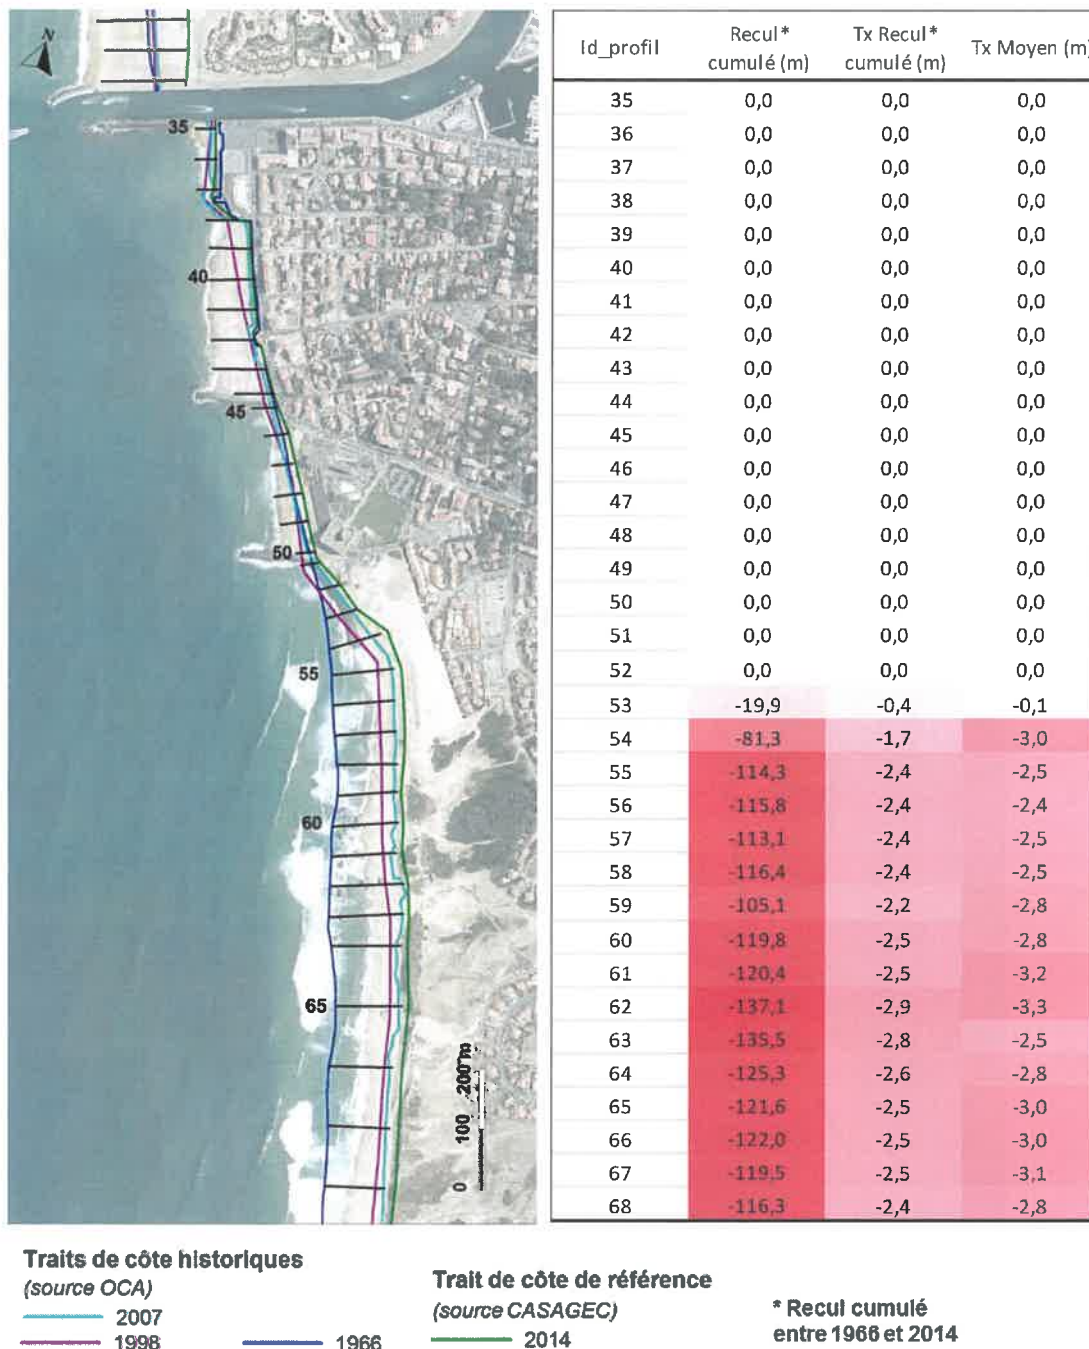 N
35
40
45
50
55
60
65
0 100 200 m
Id_profil Recul* cumulé (m) Tx Recul* cumulé (m) Tx Moyen (m)
35 0,0 0,0 0,0
36 0,0 0,0 0,0
37 0,0 0,0 0,0
38 0,0 0,0 0,0
39 0,0 0,0 0,0
40 0,0 0,0 0,0
41 0,0 0,0 0,0
42 0,0 0,0 0,0
43 0,0 0,0 0,0
44 0,0 0,0 0,0
45 0,0 0,0 0,0
46 0,0 0,0 0,0
47 0,0 0,0 0,0
48 0,0 0,0 0,0
49 0,0 0,0 0,0
50 0,0 0,0 0,0
51 0,0 0,0 0,0
52 0,0 0,0 0,0
53 -19,9 -0,4 -0,1
54 -81,3 -1,7 -3,0
55 -114,3 -2,4 -2,5
56 -115,8 -2,4 -2,4
57 -113,1 -2,4 -2,5
58 -116,4 -2,4 -2,5
59 -105,1 -2,2 -2,8
60 -119,8 -2,5 -2,8
61 -120,4 -2,5 -3,2
62 -137,1 -2,9 -3,3
63 -135,5 -2,8 -2,5
64 -125,3 -2,6 -2,8
65 -121,6 -2,5 -3,0
66 -122,0 -2,5 -3,0
67 -119,5 -2,5 -3,1
68 -116,3 -2,4 -2,8
Traits de côte historiques
(source OCA)
2007
1998 1966
Trait de côte de référence
(source CASAGEC)
2014
* Recul cumulé
entre 1966 et 2014